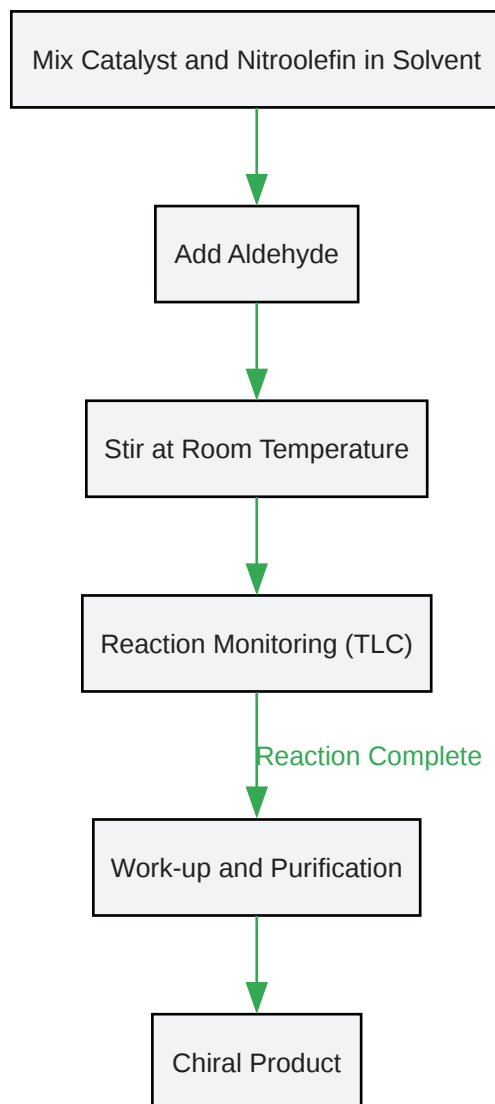 Mix Catalyst and Nitroolefin in Solvent
Add Aldehyde
Stir at Room Temperature
Reaction Monitoring (TLC)
Reaction Complete
Work-up and Purification
Chiral Product